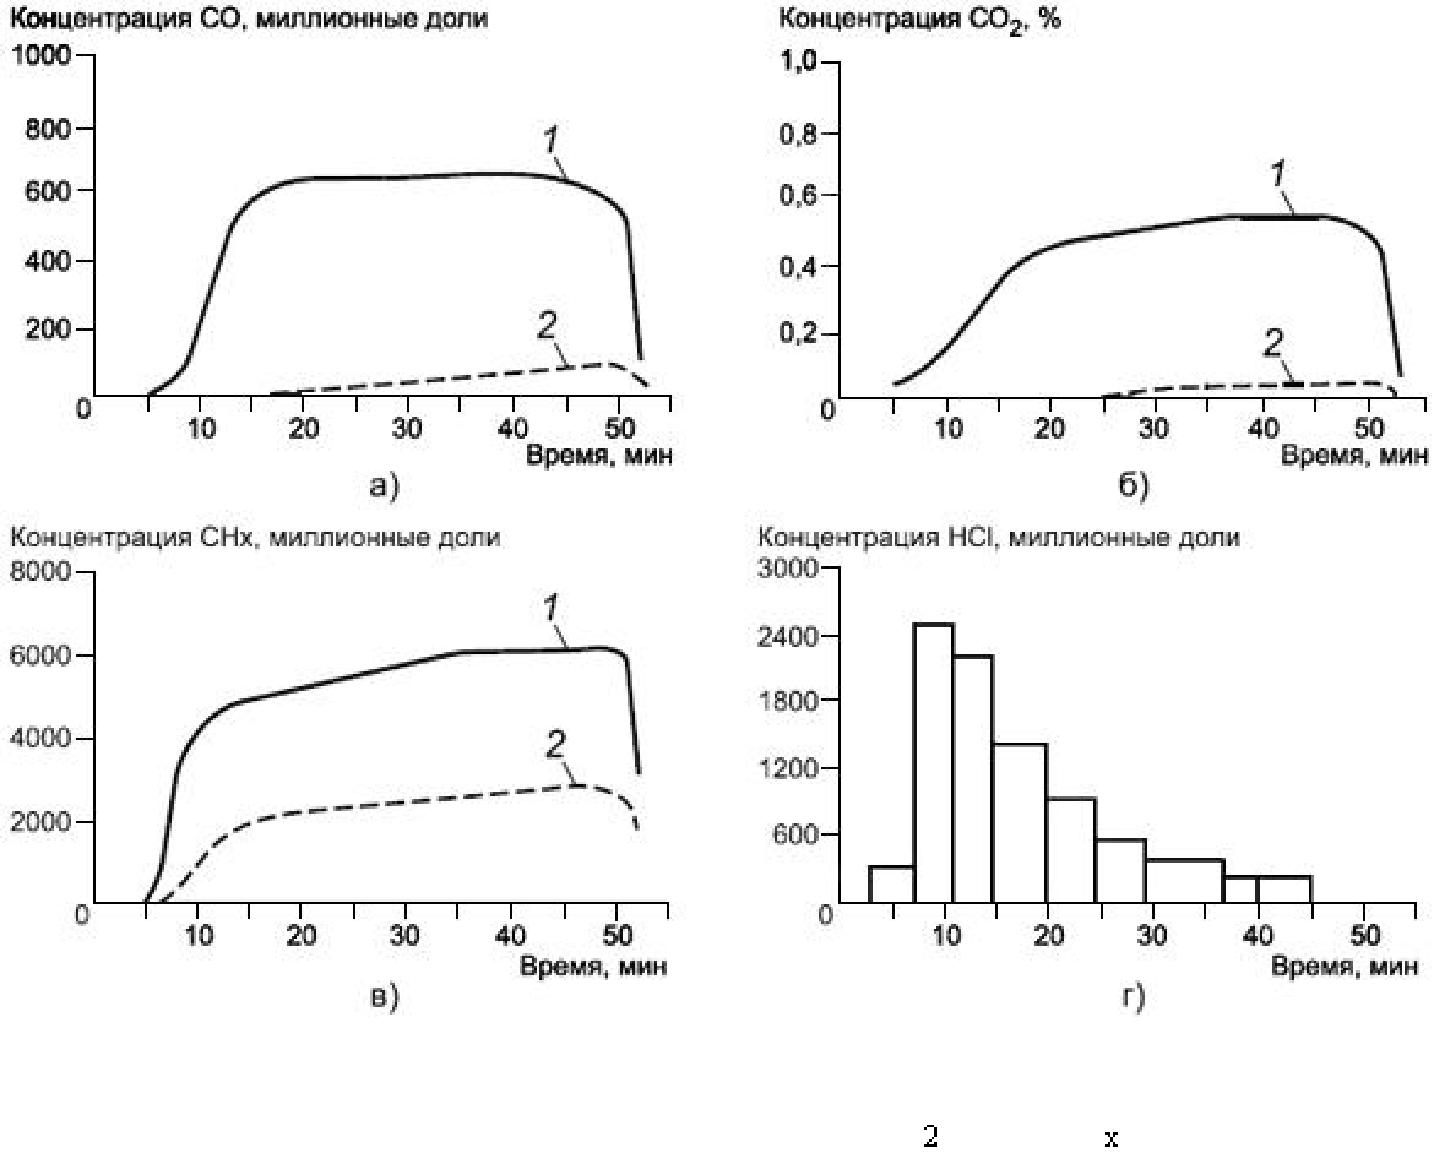 Концентрация CO, миллионные доли
1000
800
600
400
200
0
1
2
10 20 30 40 50
Время, мин
а)
Концентрация CO2, %
1,0
0,8
0,6
0,4
0,2
0
1
2
10 20 30 40 50
Время, мин
б)
Концентрация CHx, миллионные доли
8000
6000
4000
2000
0
1
2
10 20 30 40 50
Время, мин
в)
Концентрация HCl, миллионные доли
3000
2400
1800
1200
600
0
10 20 30 40 50
Время, мин
г)
2 x